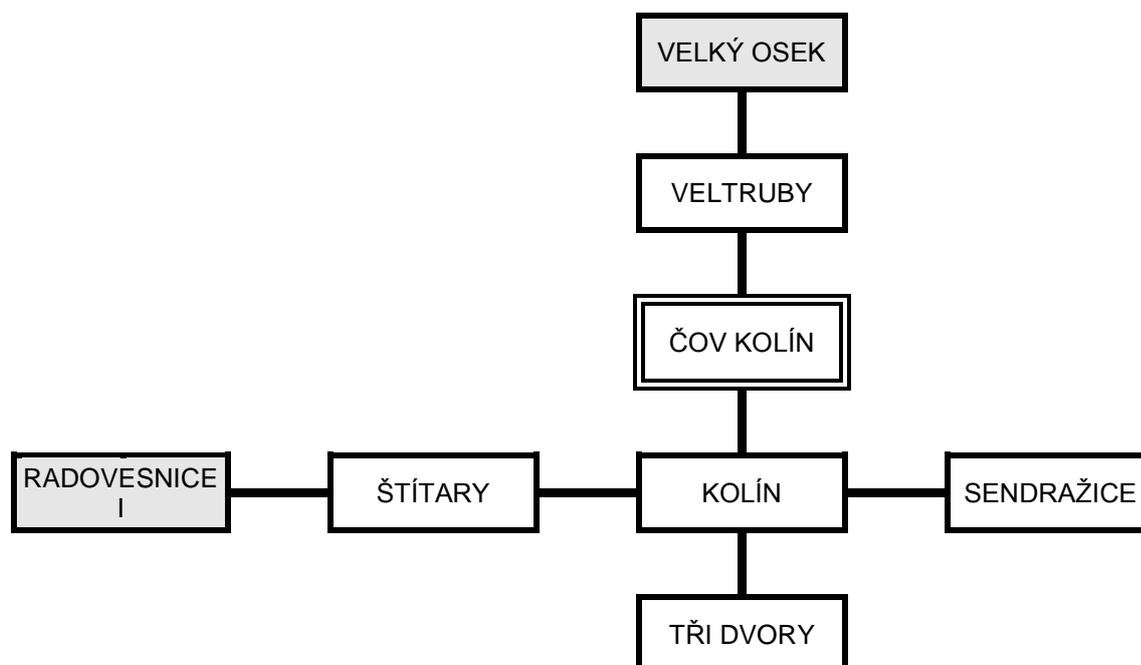 VELKÝ OSEK
VELTRUBY
ČOV KOLÍN
RADOVESNICE
I
ŠTÍTARY
KOLÍN
SENDRAŽICE
TŘI DVORY